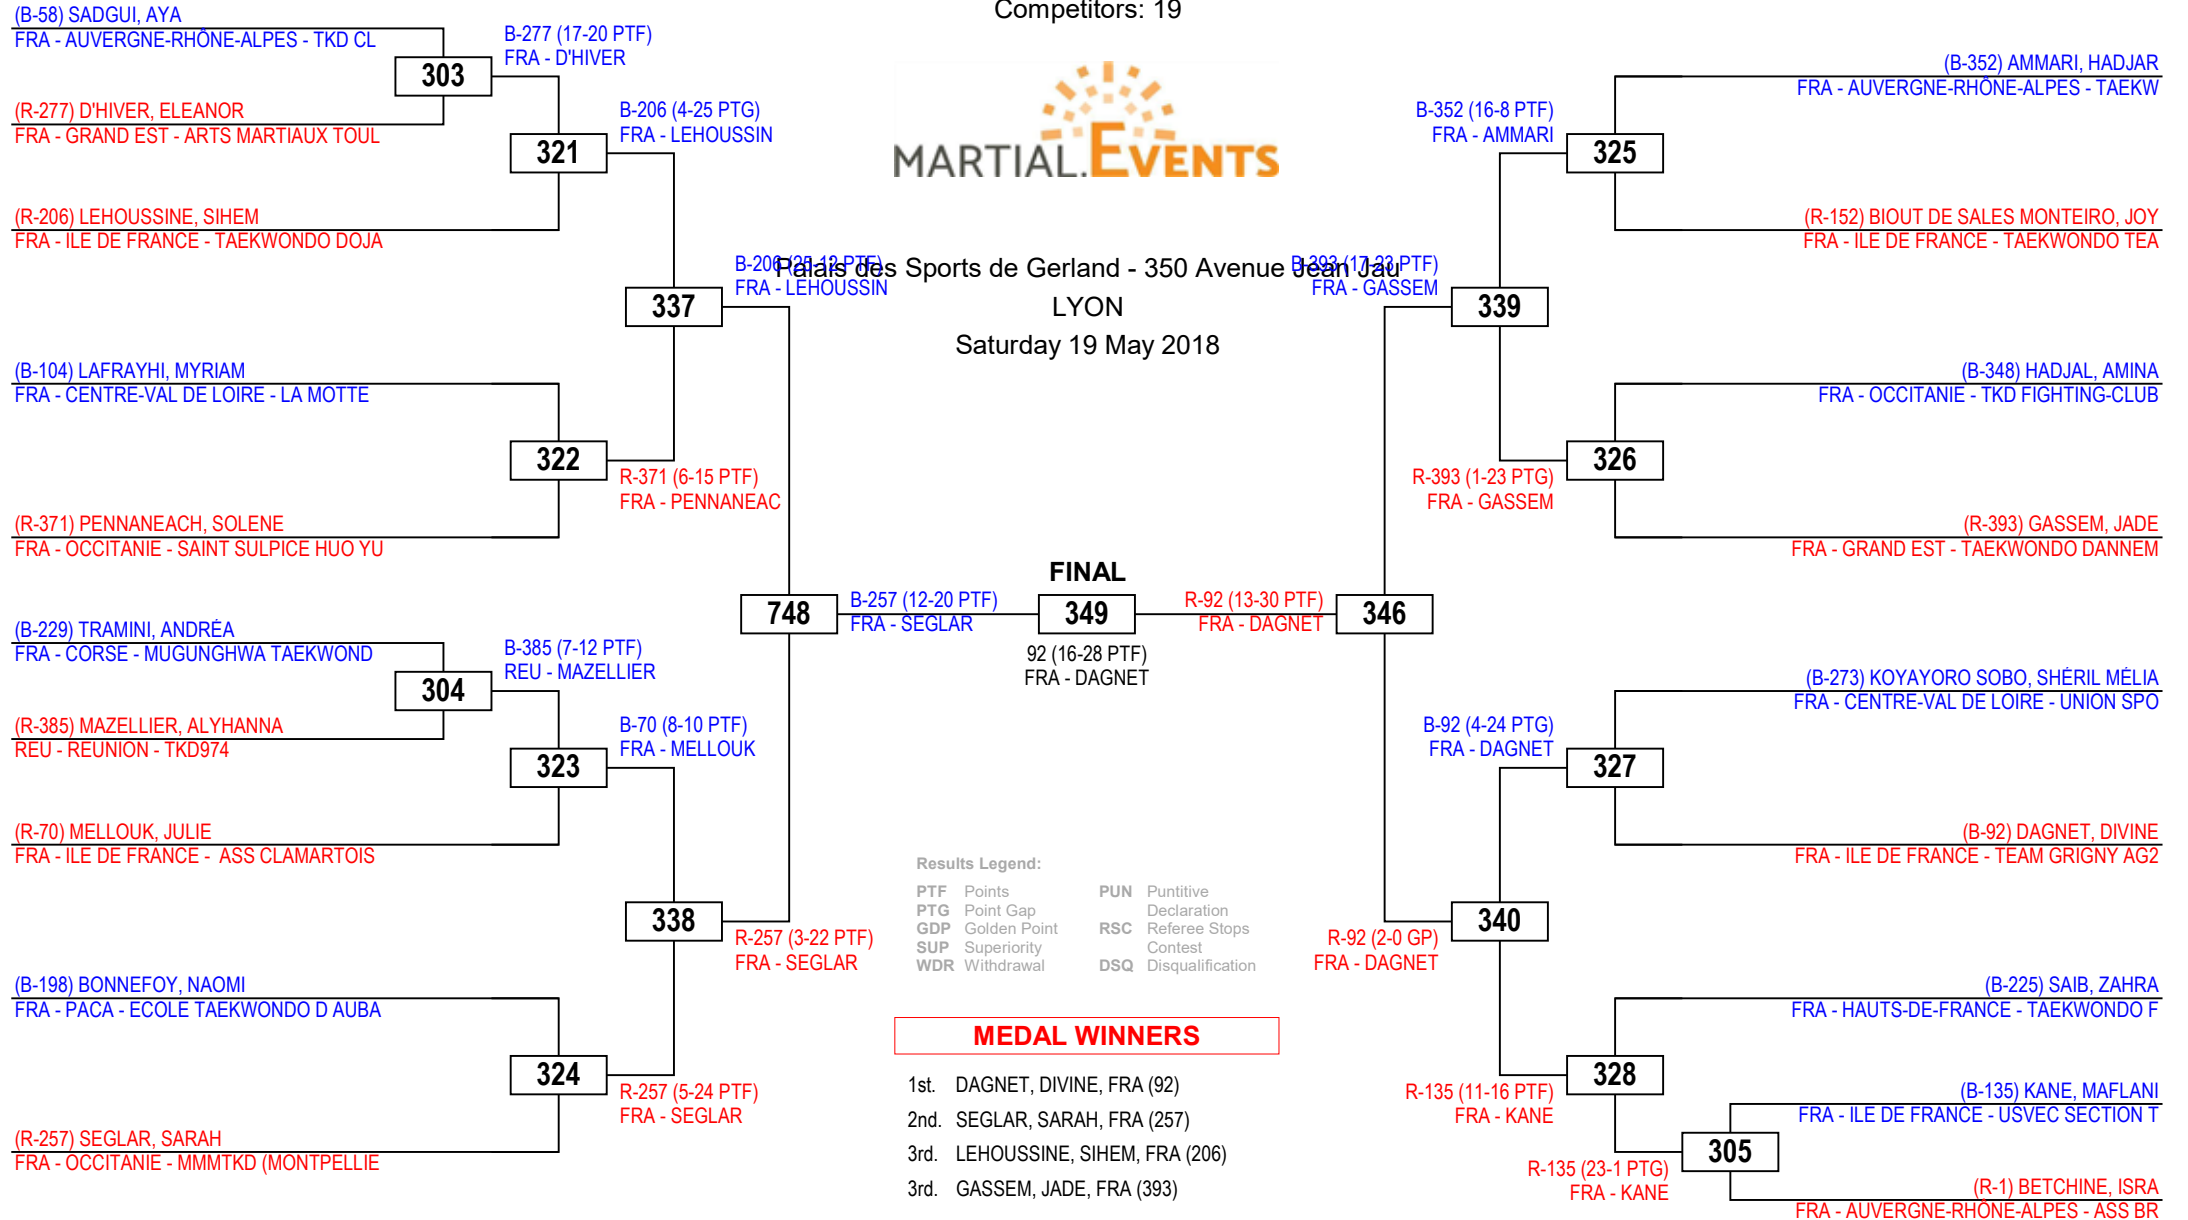 Competitors: 19
MARTIAL.EVENTS
Palais des Sports de Gerland - 350 Avenue Jean Jau
LYON
Saturday 19 May 2018
(B-58) SADGUI, AYA
FRA - AUVERGNE-RHÔNE-ALPES - TKD CL
303
(R-277) D'HIVER, ELEANOR
FRA - GRAND EST - ARTS MARTIAUX TOUL
B-277 (17-20 PTF)
FRA - D'HIVER
321
(R-206) LEHOUSSINE, SIHEM
FRA - ILE DE FRANCE - TAEKWONDO DOJA
B-206 (4-25 PTG)
FRA - LEHOUSSIN
337
B-206 (25-12 PTF)
FRA - LEHOUSSIN
(B-104) LAFRAYHI, MYRIAM
FRA - CENTRE-VAL DE LOIRE - LA MOTTE
322
R-371 (6-15 PTF)
FRA - PENNANEAC
(R-371) PENNANEACH, SOLENE
FRA - OCCITANIE - SAINT SULPICE HUO YU
748
B-257 (12-20 PTF)
FRA - SEGLAR
(B-229) TRAMINI, ANDRÉA
FRA - CORSE - MUGUNGHWA TAEKWOND
304
B-385 (7-12 PTF)
REU - MAZELLIER
(R-385) MAZELLIER, ALYHANNA
REU - REUNION - TKD974
323
B-70 (8-10 PTF)
FRA - MELLOUK
(R-70) MELLOUK, JULIE
FRA - ILE DE FRANCE - ASS CLAMARTOIS
338
R-257 (3-22 PTF)
FRA - SEGLAR
(B-198) BONNEFOY, NAOMI
FRA - PACA - ECOLE TAEKWONDO D AUBA
324
R-257 (5-24 PTF)
FRA - SEGLAR
(R-257) SEGLAR, SARAH
FRA - OCCITANIE - MMMTKD (MONTPELLIE
FINAL
349
92 (16-28 PTF)
FRA - DAGNET
(B-352) AMMARI, HADJAR
FRA - AUVERGNE-RHÔNE-ALPES - TAEKW
B-352 (16-8 PTF)
FRA - AMMARI
325
(R-152) BIOUT DE SALES MONTEIRO, JOY
FRA - ILE DE FRANCE - TAEKWONDO TEA
B-393 (17-23 PTF)
FRA - GASSEM
339
(B-348) HADJAL, AMINA
FRA - OCCITANIE - TKD FIGHTING-CLUB
326
R-393 (1-23 PTG)
FRA - GASSEM
(R-393) GASSEM, JADE
FRA - GRAND EST - TAEKWONDO DANNEM
R-92 (13-30 PTF)
FRA - DAGNET
346
(B-273) KOYAYORO SOBO, SHÉRIL MÉLIA
FRA - CENTRE-VAL DE LOIRE - UNION SPO
B-92 (4-24 PTG)
FRA - DAGNET
327
(B-92) DAGNET, DIVINE
FRA - ILE DE FRANCE - TEAM GRIGNY AG2
340
R-92 (2-0 GP)
FRA - DAGNET
(B-225) SAIB, ZAHRA
FRA - HAUTS-DE-FRANCE - TAEKWONDO F
328
R-135 (11-16 PTF)
FRA - KANE
(B-135) KANE, MAFLANI
FRA - ILE DE FRANCE - USVEC SECTION T
305
R-135 (23-1 PTG)
FRA - KANE
(R-1) BETCHINE, ISRA
FRA - AUVERGNE-RHÔNE-ALPES - ASS BR
Results Legend:
PTF Points
PTG Point Gap
GDP Golden Point
SUP Superiority
WDR Withdrawal
PUN Puntitive
Declaration
RSC Referee Stops
Contest
DSQ Disqualification
MEDAL WINNERS
1st. DAGNET, DIVINE, FRA (92)
2nd. SEGLAR, SARAH, FRA (257)
3rd. LEHOUSSINE, SIHEM, FRA (206)
3rd. GASSEM, JADE, FRA (393)